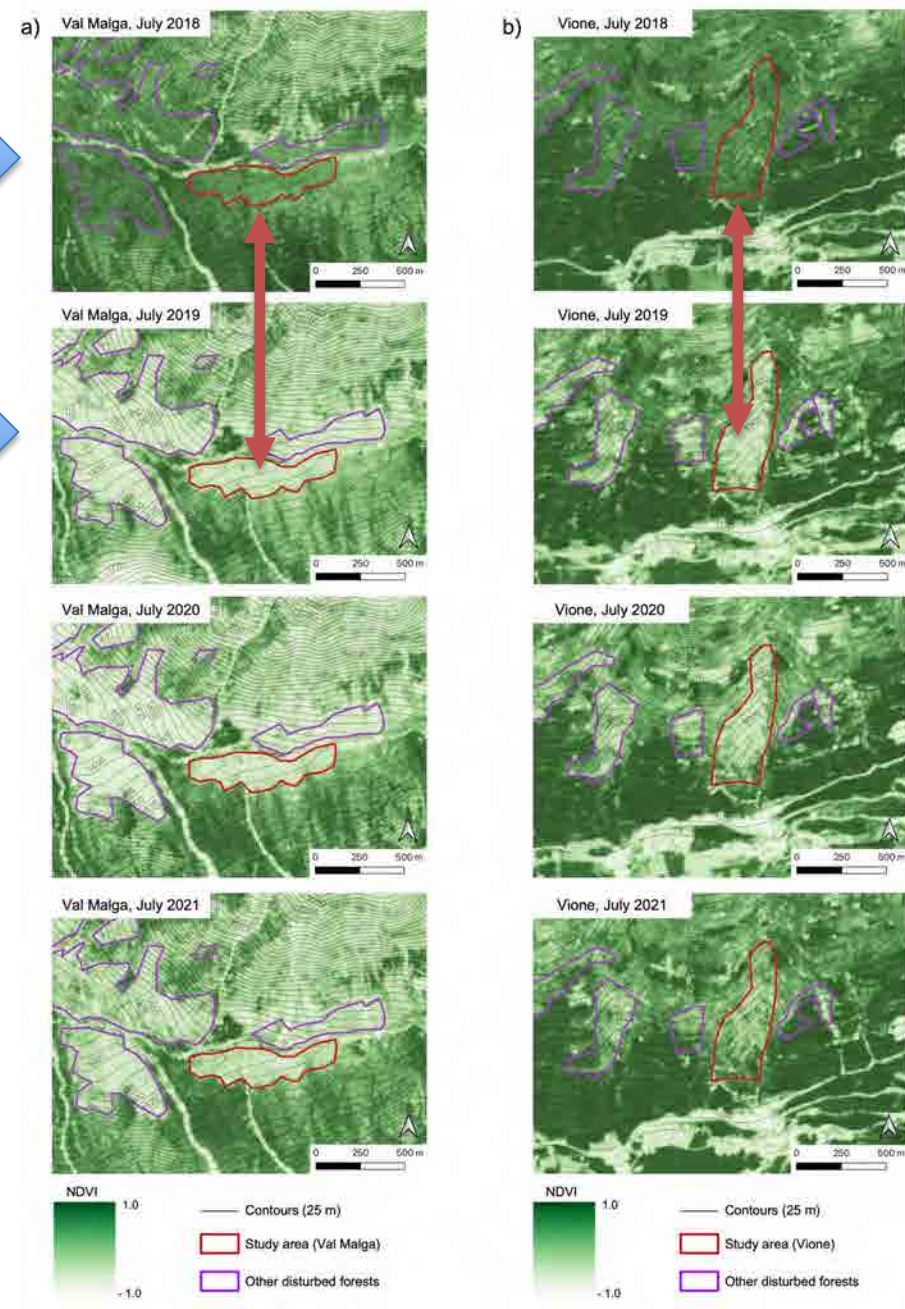 a)
Val Malga, July 2018
0 250 500 m
Val Malga, July 2019
0 250 500 m
Val Malga, July 2020
0 250 500 m
Val Malga, July 2021
0 250 500 m
NDVI
1.0
- 1.0
Contours (25 m)
Study area (Val Malga)
Other disturbed forests
b)
Vione, July 2018
0 250 500 m
Vione, July 2019
0 250 500 m
Vione, July 2020
0 250 500 m
Vione, July 2021
0 250 500 m
NDVI
1.0
- 1.0
Contours (25 m)
Study area (Vione)
Other disturbed forests